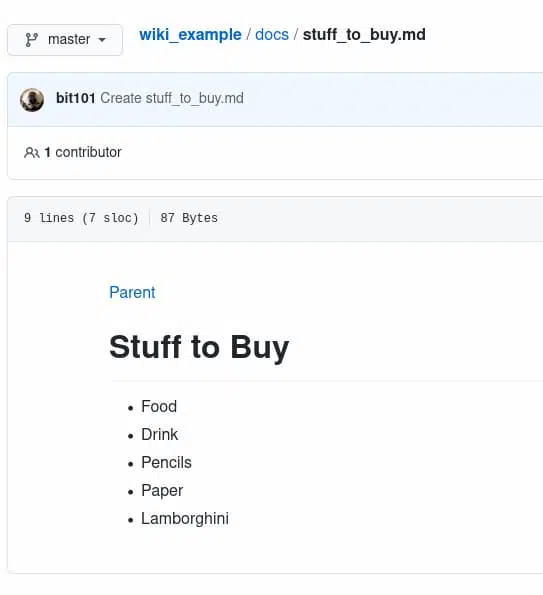 master
wiki_example / docs / stuff_to_buy.md
bit101 Create stuff_to_buy.md
1 contributor
9 lines (7 sloc) 87 Bytes
Parent
Stuff to Buy
Food
Drink
Pencils
Paper
Lamborghini